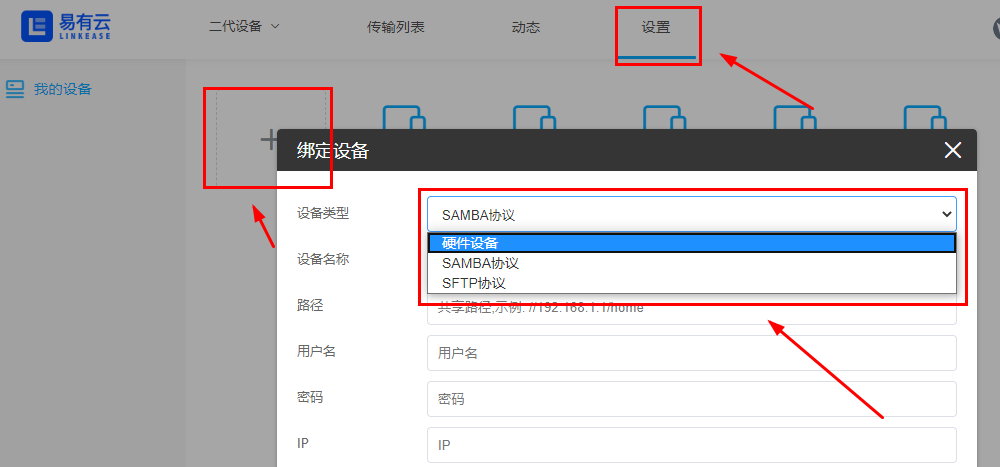 易有云
LINKEASE
二代设备
传输列表
动态
设置
我的设备
绑定设备
设备类型
SAMBA协议
硬件设备
SAMBA协议
SFTP协议
设备名称
路径
共享路径,示例: //192.168.1.1/home
用户名
用户名
密码
密码
IP
IP